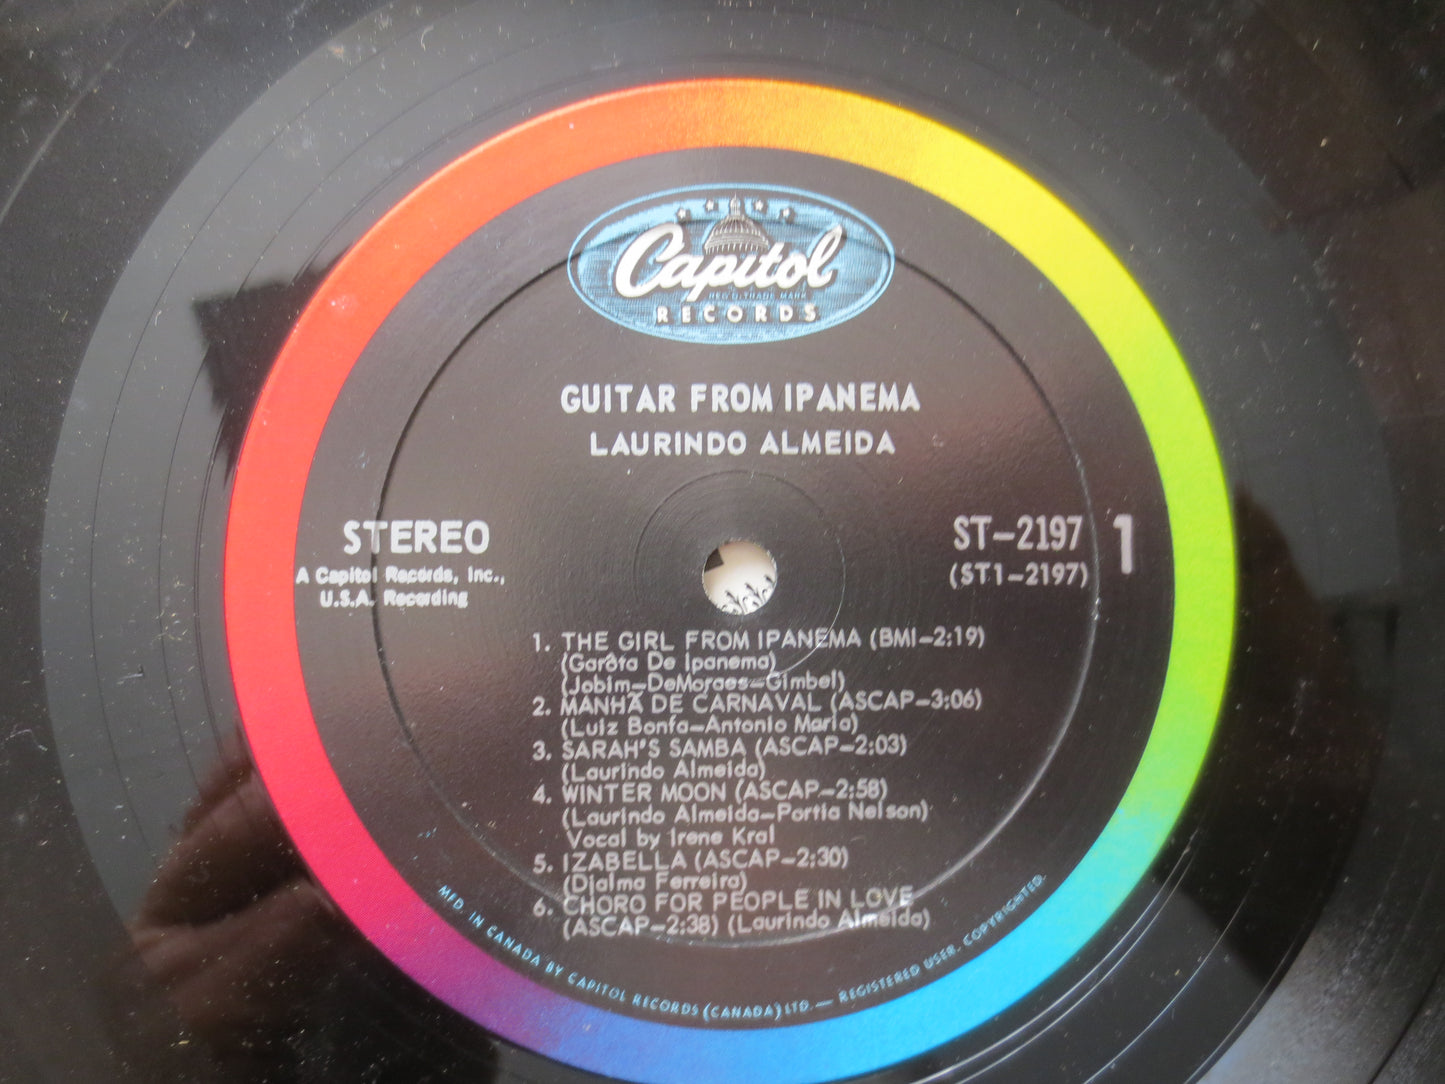 Capitol
REG. U.S. TRADE MARK
RECORDS
GUITAR FROM IPANEMA
LAURINDO ALMEIDA
STEREO
A Capitol Records, Inc.,
U.S.A. Recording
ST-2197 1
(ST1-2197)
1. THE GIRL FROM IPANEMA (BMI-2:19)
(Garôta De Ipanema)
(Jobim-DeMoraes-Gimbel)
2. MANHÃ DE CARNAVAL (ASCAP-3:06)
(Luiz Bonfa-Antonio Maria)
3. SARAH'S SAMBA (ASCAP-2:03)
(Laurindo Almeida)
4. WINTER MOON (ASCAP-2:58)
(Laurindo Almeida-Portia Nelson)
Vocal by Irene Kral
5. IZABELLA (ASCAP-2:30)
(Djalma Ferreira)
6. CHORO FOR PEOPLE IN LOVE
(ASCAP-2:38) (Laurindo Almeida)
MFD. IN CANADA BY CAPITOL RECORDS (CANADA) LTD. — REGISTERED USER. COPYRIGHTED.